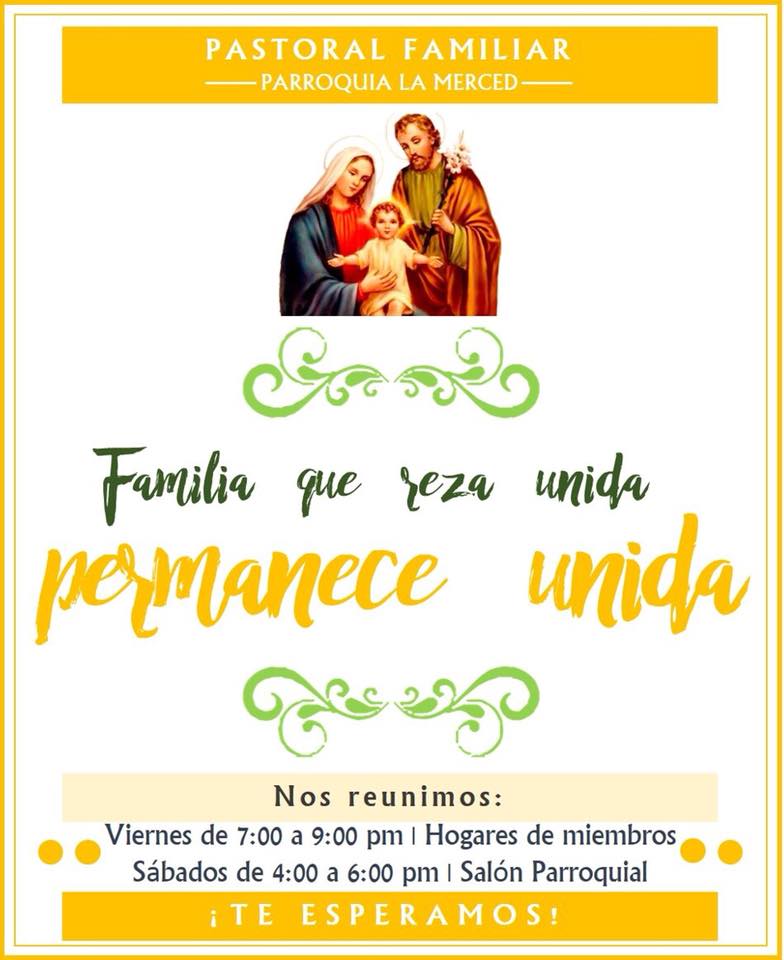 PASTORAL FAMILIAR
PARROQUIA LA MERCED
Familia que reza unida
permanece unida
Nos reunimos:
Viernes de 7:00 a 9:00 pm | Hogares de miembros
Sábados de 4:00 a 6:00 pm | Salón Parroquial
¡TE ESPERAMOS!